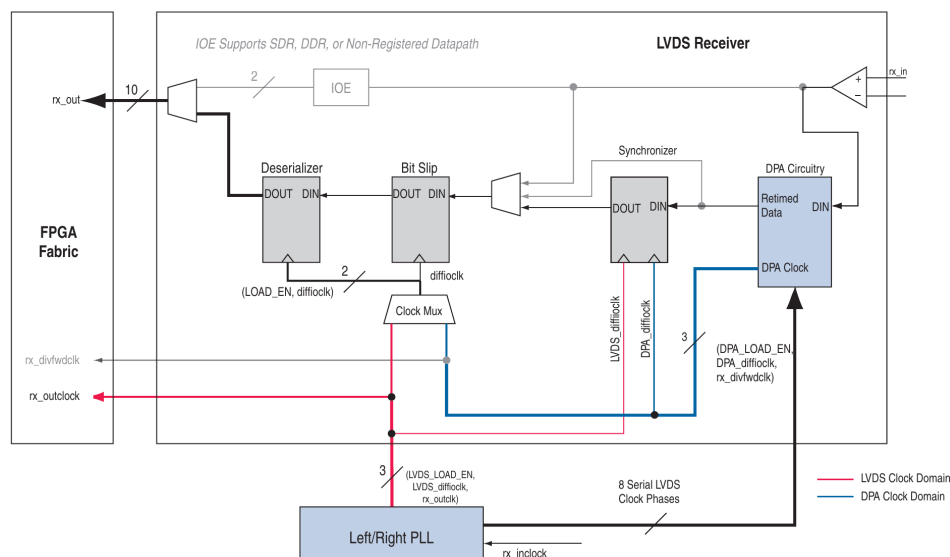 IOE Supports SDR, DDR, or Non-Registered Datapath
LVDS Receiver
2
IOE
+
−
rx_in
10
rx_out
Synchronizer
Deserializer
Bit Slip
DPA Circuitry
DOUT DIN
DOUT DIN
DOUT DIN
Retimed
Data
DIN
FPGA
Fabric
DPA Clock
2
(LOAD_EN, diffioclk)
diffioclk
Clock Mux
LVDS_diffioclk
DPA_diffioclk
3
(DPA_LOAD_EN,
DPA_diffioclk,
rx_divfwdclk)
rx_divfwdclk
rx_outclock
3
(LVDS_LOAD_EN,
LVDS_diffioclk,
rx_outclk)
8 Serial LVDS
Clock Phases
LVDS Clock Domain
DPA Clock Domain
Left/Right PLL
rx_inclock